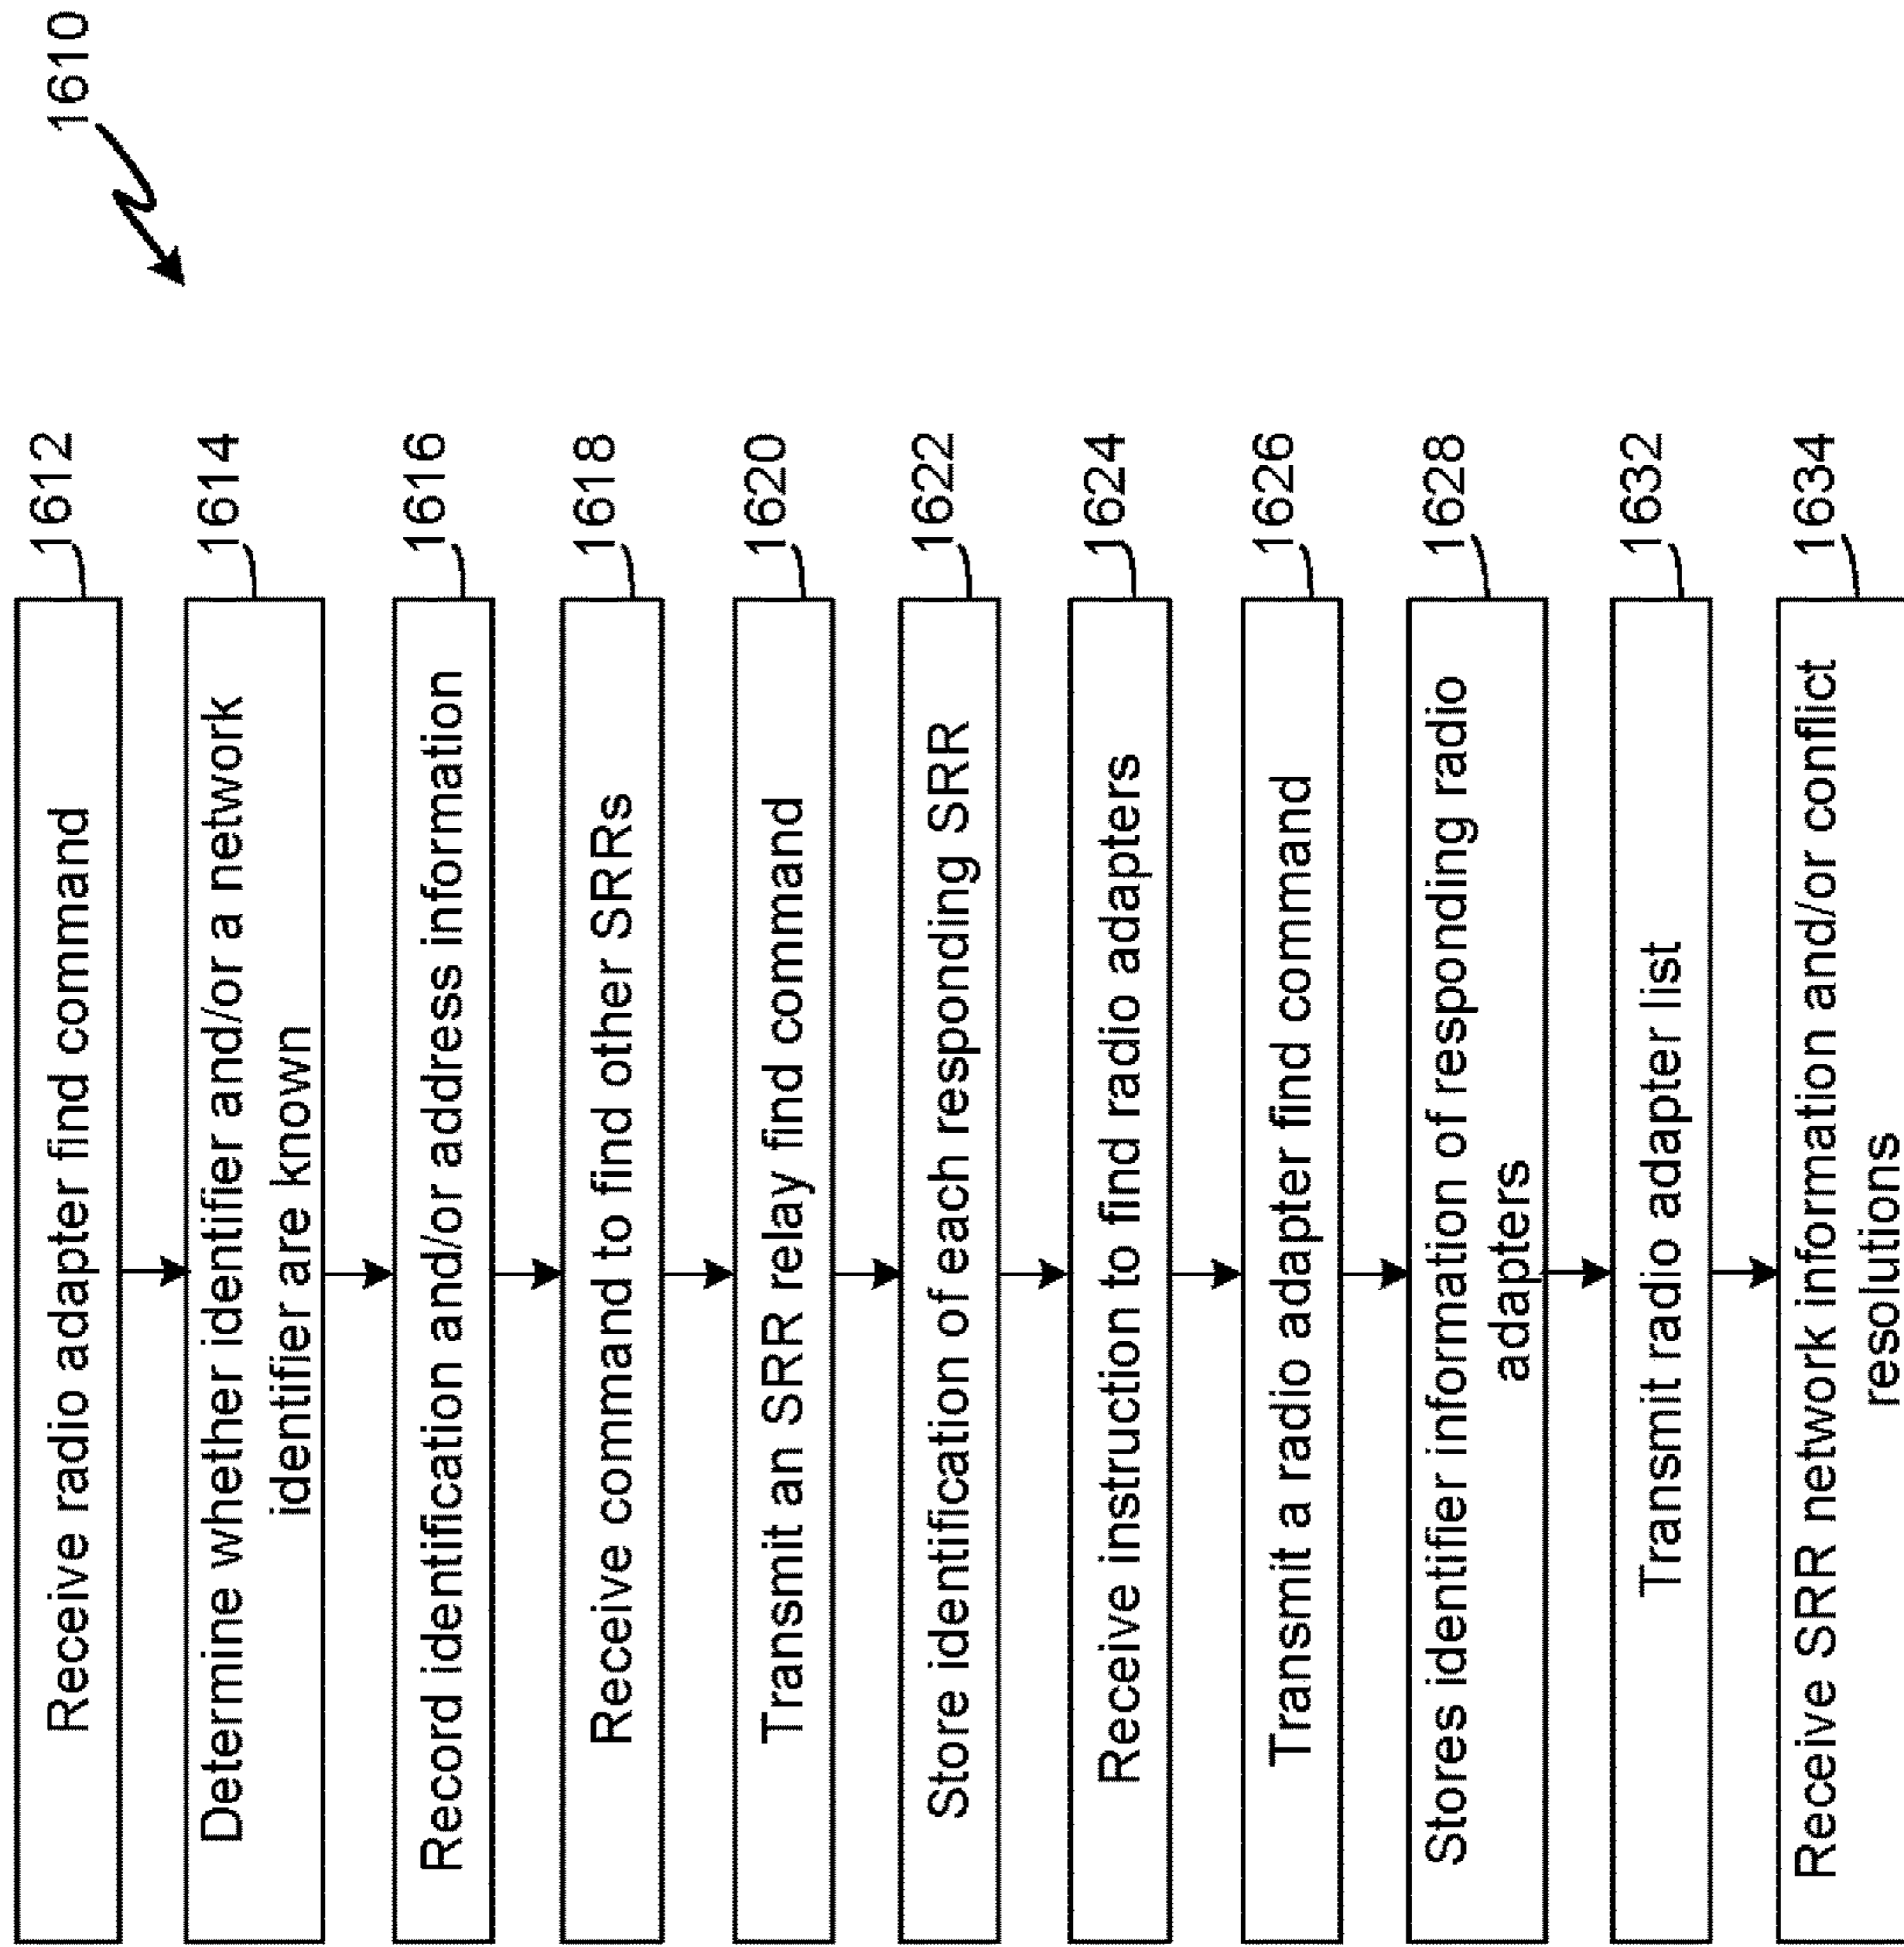 1610
Receive radio adapter find command
1612
Determine whether identifier and/or a network
identifier are known
1614
Record identification and/or address information
1616
Receive command to find other SRRs
1618
Transmit an SRR relay find command
1620
Store identification of each responding SRR
1622
Receive instruction to find radio adapters
1624
Transmit a radio adapter find command
1626
Stores identifier information of responding radio
adapters
1628
Transmit radio adapter list
1632
Receive SRR network information and/or conflict
resolutions
1634